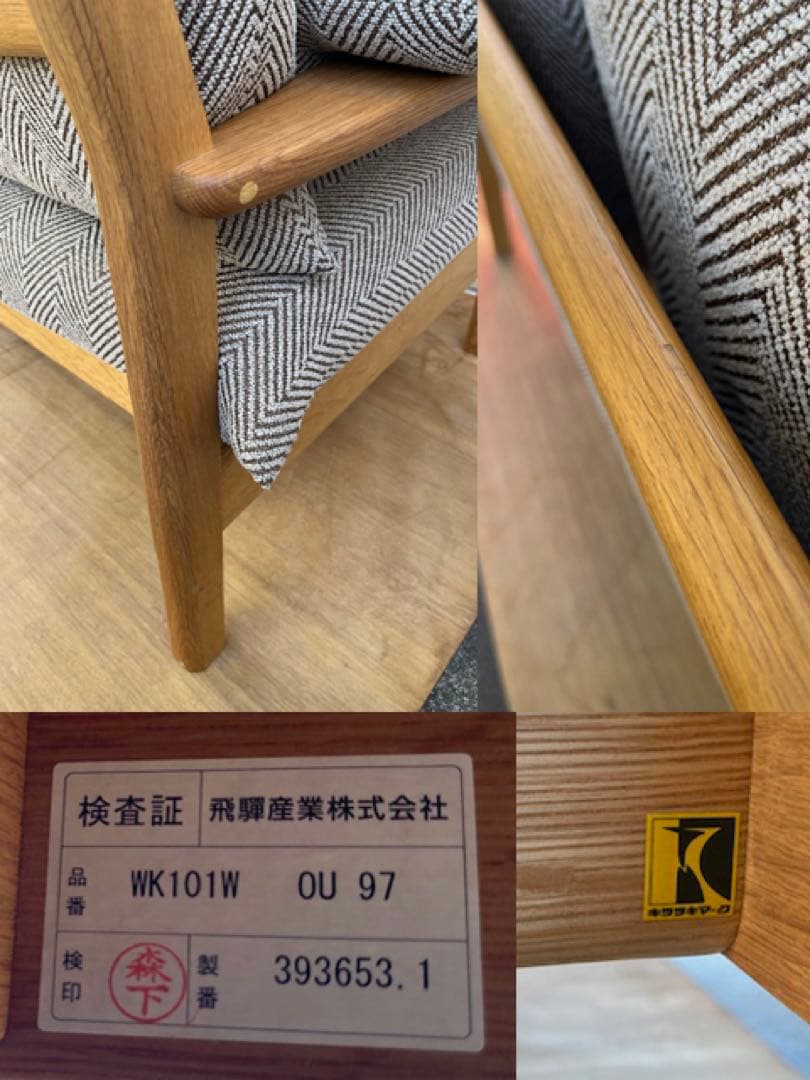 検査証 飛驒産業株式会社
品番 WK101W OU 97
検印 森下 製番 393653.1
キツツキマーク